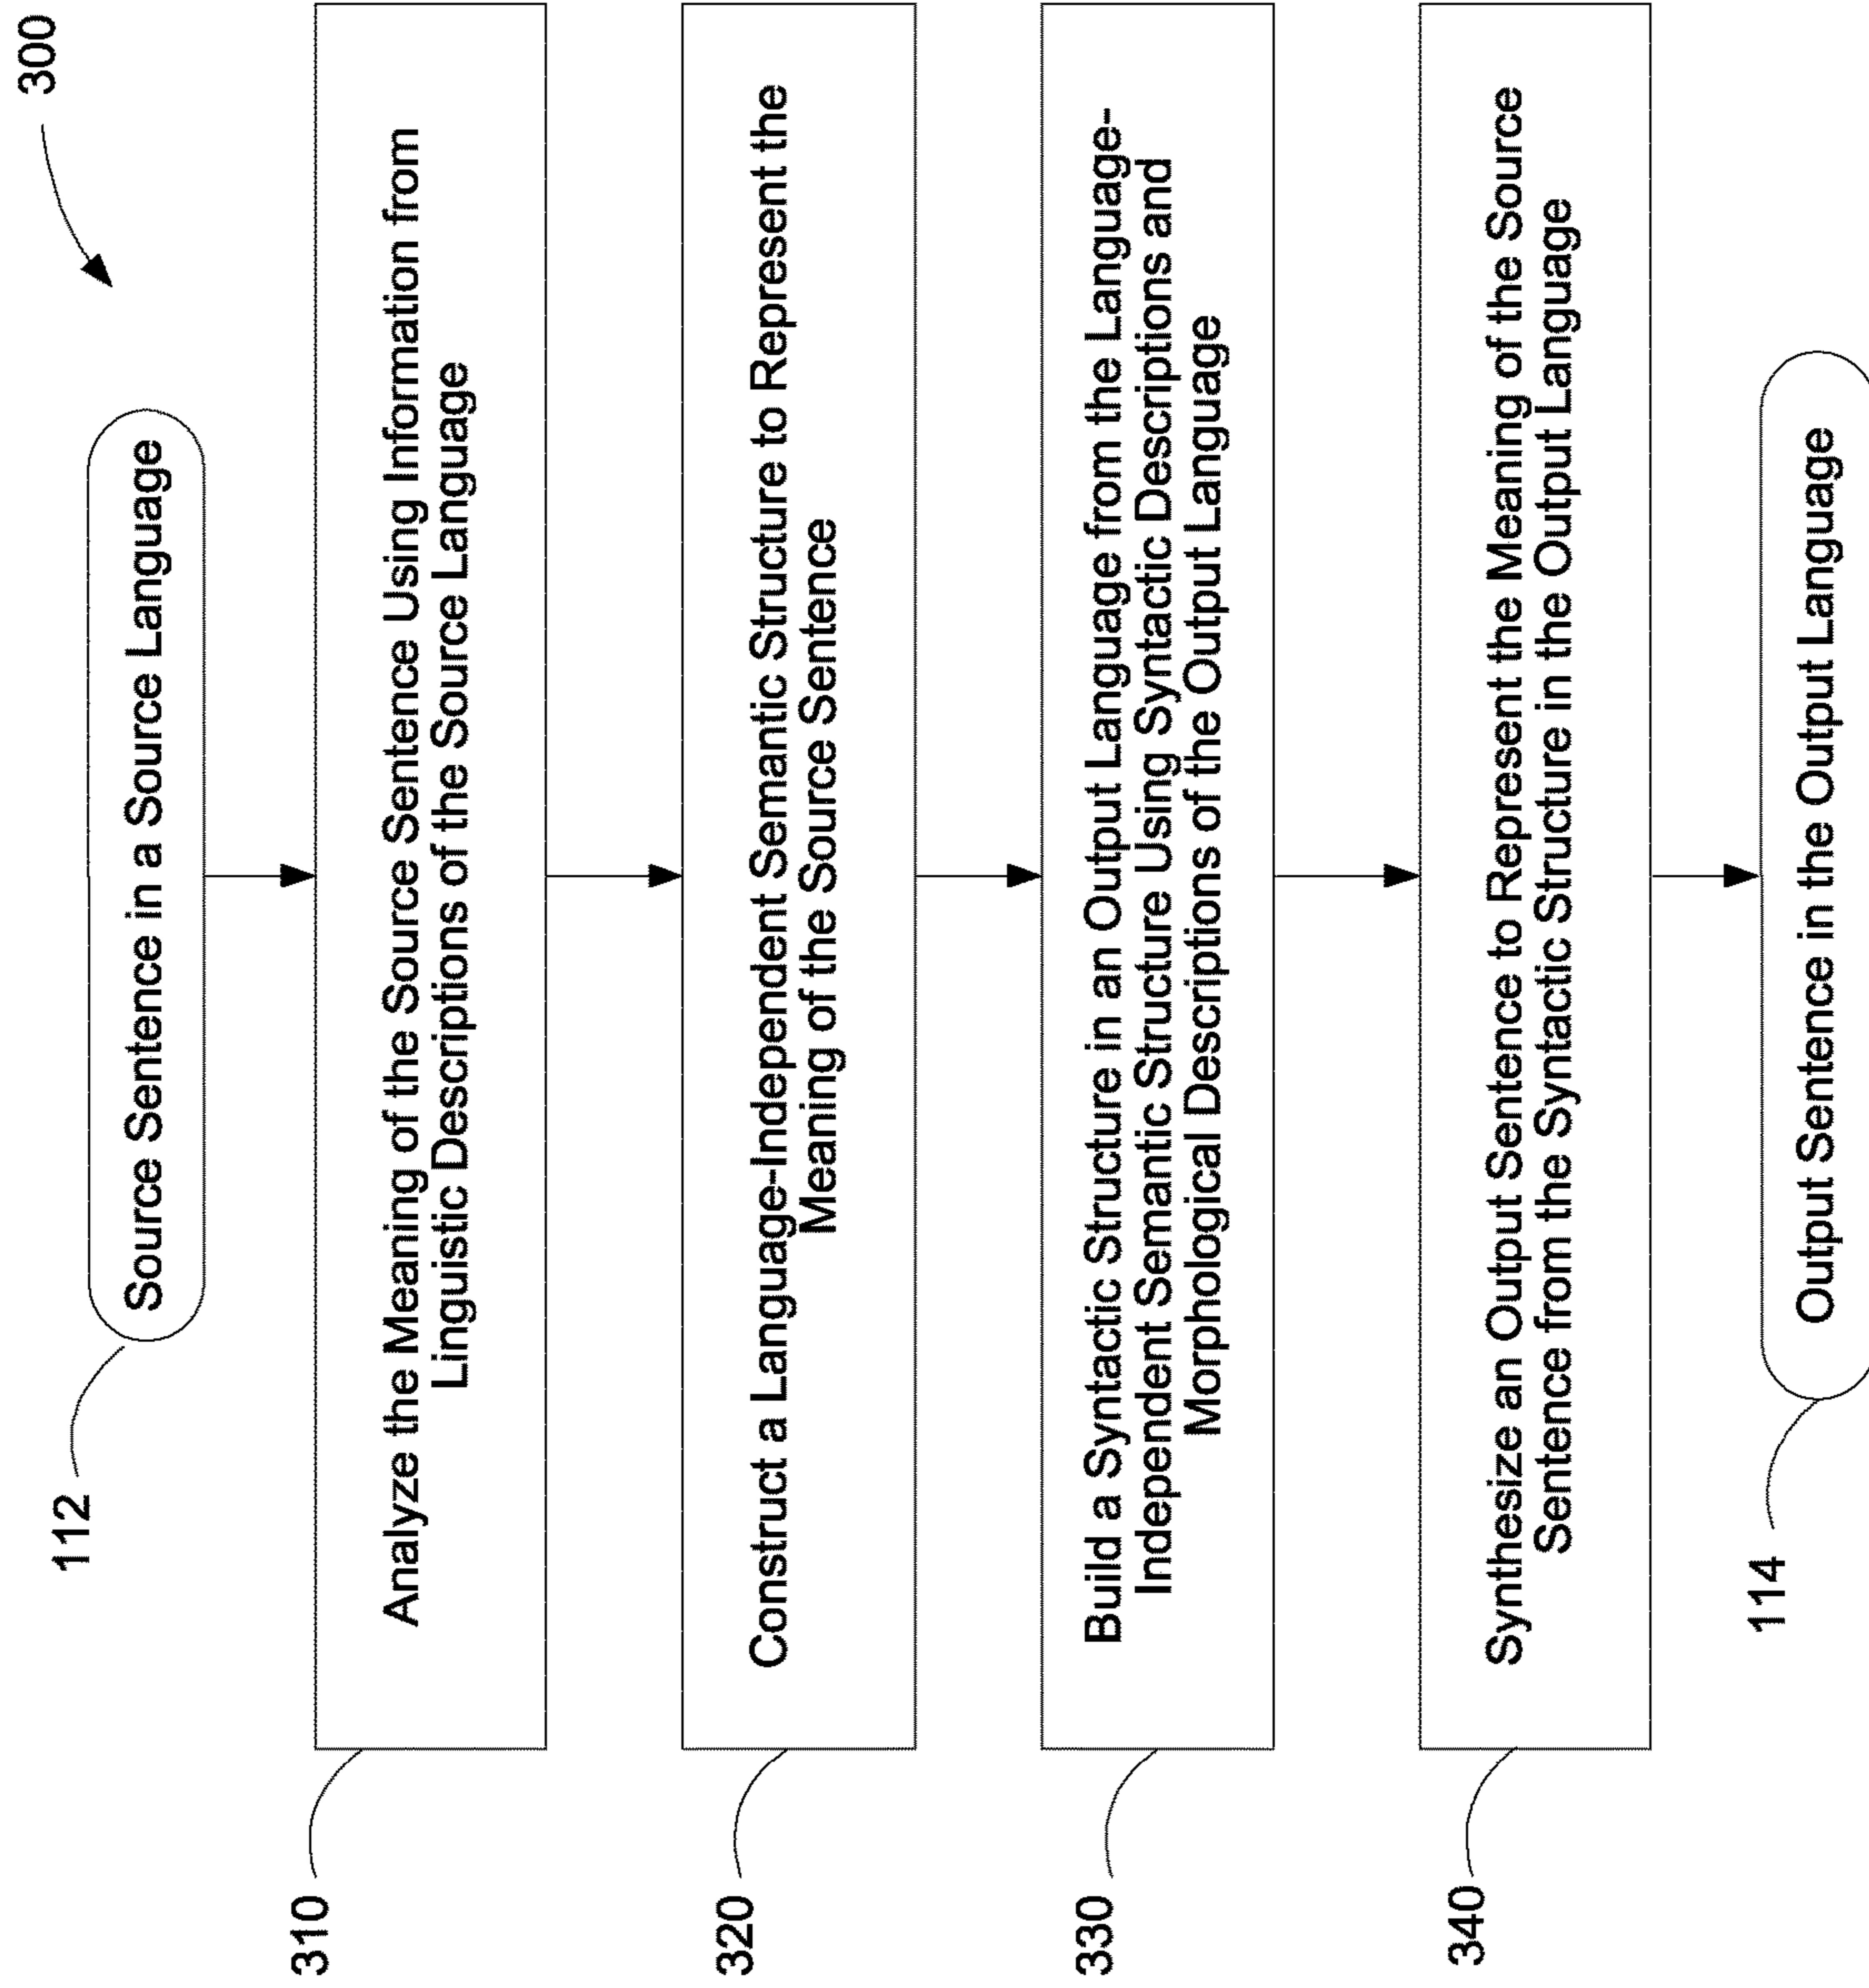 300
112
Source Sentence in a Source Language
310
Analyze the Meaning of the Source Sentence Using Information from
Linguistic Descriptions of the Source Language
320
Construct a Language-Independent Semantic Structure to Represent the
Meaning of the Source Sentence
330
Build a Syntactic Structure in an Output Language from the Language-
Independent Semantic Structure Using Syntactic Descriptions and
Morphological Descriptions of the Output Language
340
Synthesize an Output Sentence to Represent the Meaning of the Source
Sentence from the Syntactic Structure in the Output Language
114
Output Sentence in the Output Language